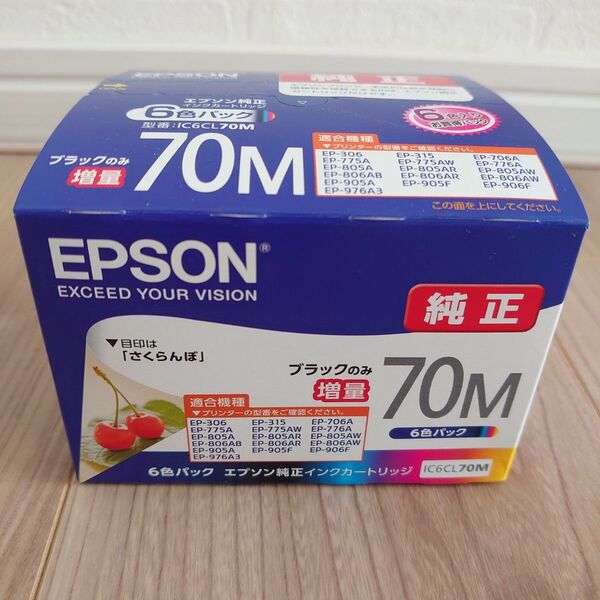 EPSON
純正
エプソン純正
インクカートリッジ
6色パック
型番:IC6CL70M
ブラックのみ
増量
70M
適合機種
▼プリンターの型番をご確認ください。
EP-306 EP-315 EP-706A
EP-775A EP-775AW EP-776A
EP-805A EP-805AR EP-805AW
EP-806AB EP-806AR EP-806AW
EP-905A EP-905F EP-906F
EP-976A3
この面を上にしてください。
EPSON®
EXCEED YOUR VISION
純正
▼目印は
「さくらんぼ」
ブラックのみ
増量
70M
6色パック
適合機種
▼プリンターの型番をご確認ください。
EP-306 EP-315 EP-706A
EP-775A EP-775AW EP-776A
EP-805A EP-805AR EP-805AW
EP-806AB EP-806AR EP-806AW
EP-905A EP-905F EP-906F
EP-976A3
6色パック エプソン純正インクカートリッジ
IC6CL70M